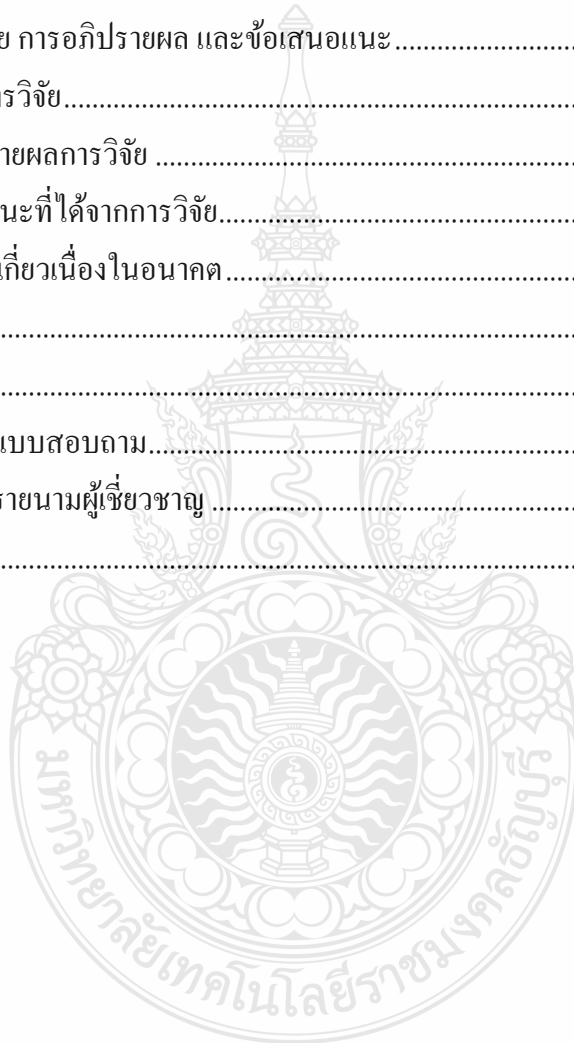 ย การอภิปรายผล และข้อเสนอแนะ................................
ารวิจัย................................
รายผลการวิจัย ................................
นะที่ได้จากการวิจัย................................
เกี่ยวเนื่องในอนาคต................................
................................
................................
แบบสอบถาม................................
รายนามผู้เชี่ยวชาญ ................................
................................
มหาวิทยาลัยเทคโนโลยีราชมงคลธัญบุรี